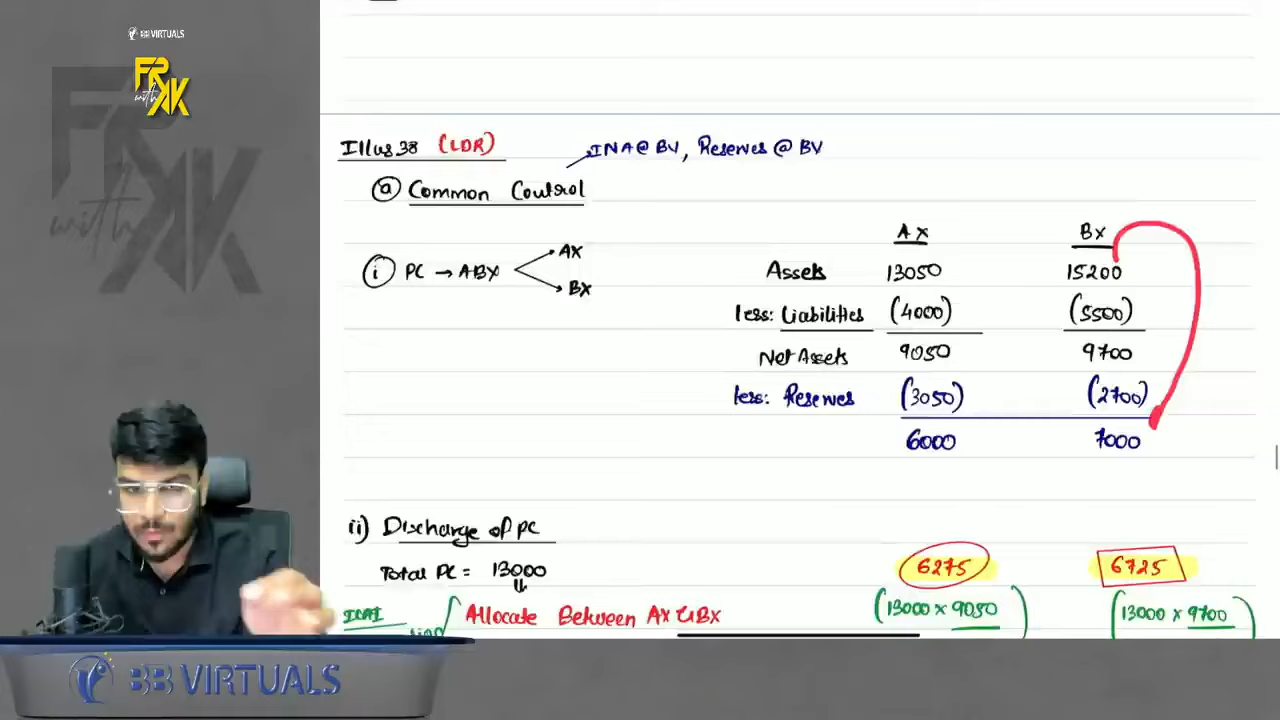 BB VIRTUALS
FR
with
KK
Illus 38 (LDR)
INA@BV, Reserves @ BV
(a) Common Control
AX BX
(i) PC → ABX
AX
BX
Assets 13050 15200
less: Liabilities (4000) (5500)
Net Assets 9050 9700
less: Reserves (3050) (2700)
6000 7000
ii) Discharge of PC
Total PC = 13000
6275 6725
ICAI
Allocate Between AX & BX
(13000 x 9050) (13000 x 9700)
BB VIRTUALS